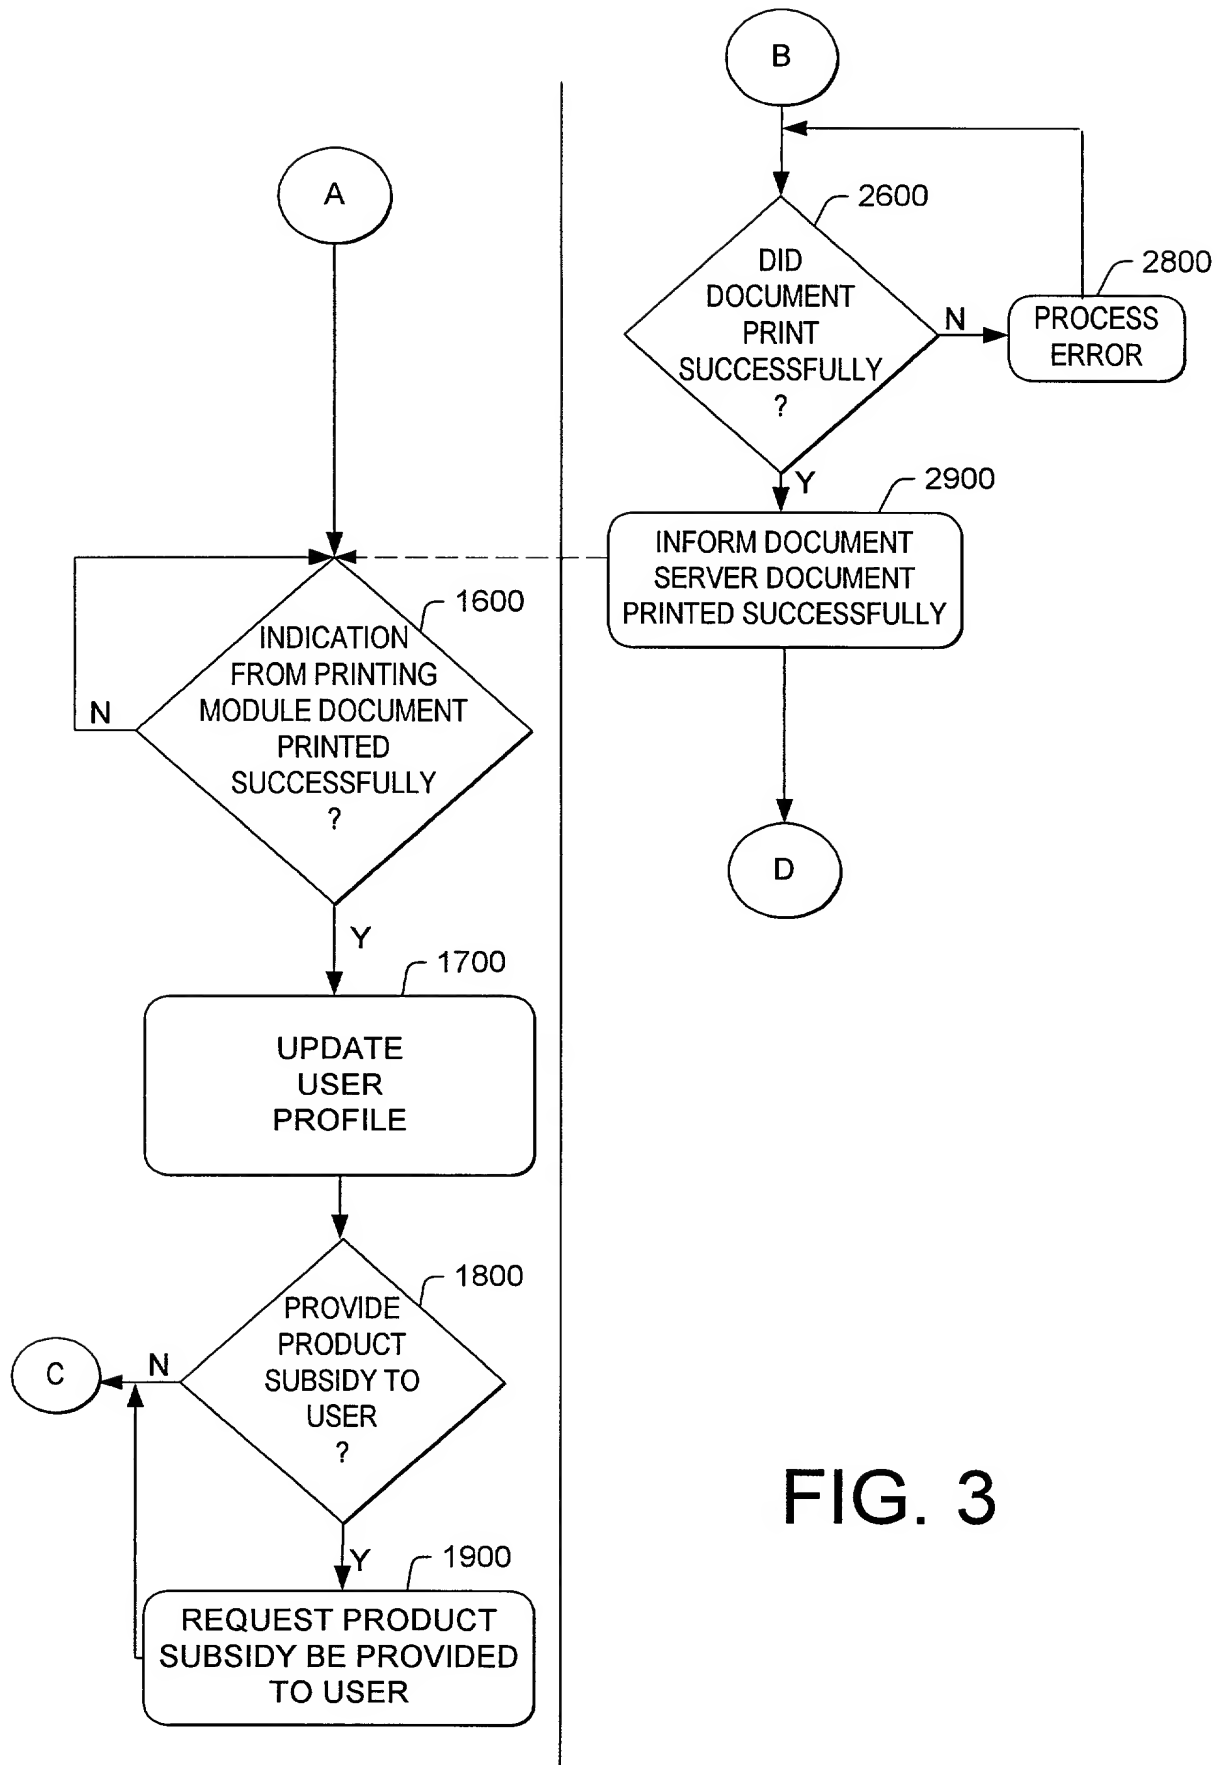 A
1600
INDICATION
FROM PRINTING
MODULE DOCUMENT
PRINTED
SUCCESSFULLY
?
N
Y
1700
UPDATE
USER
PROFILE
1800
PROVIDE
PRODUCT
SUBSIDY TO
USER
?
N
C
Y
1900
REQUEST PRODUCT
SUBSIDY BE PROVIDED
TO USER
B
2600
DID
DOCUMENT
PRINT
SUCCESSFULLY
?
N
2800
PROCESS
ERROR
Y
2900
INFORM DOCUMENT
SERVER DOCUMENT
PRINTED SUCCESSFULLY
D
FIG. 3